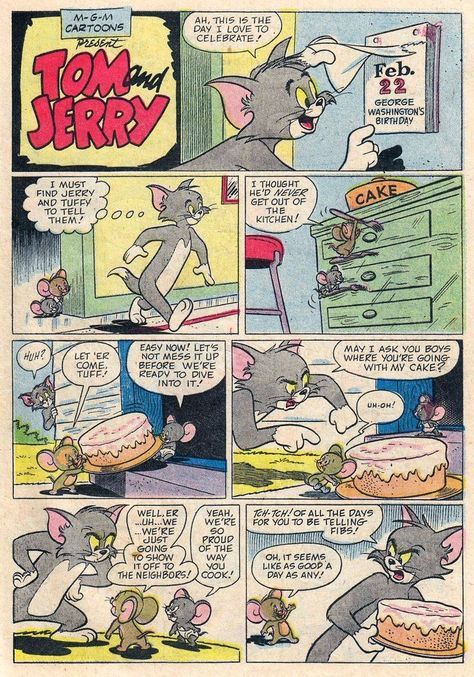 M-G-M
CARTOONS
Present
TOM and
JERRY
AH, THIS IS THE
DAY I LOVE TO
CELEBRATE!
Feb.
22
GEORGE
WASHINGTON'S
BIRTHDAY
I MUST
FIND JERRY
AND TUFFY
TO TELL
THEM!
I THOUGHT
HE'D NEVER
GET OUT OF
THE
KITCHEN!
CAKE
HUH?
LET 'ER
COME,
TUFF!
EASY NOW! LET'S
NOT MESS IT UP
BEFORE WE'RE
READY TO DIVE
INTO IT!
MAY I ASK YOU BOYS
WHERE YOU'RE GOING
WITH MY CAKE?
UH-OH!
WELL..ER
...UH...WE
...WE'RE
JUST
GOING
TO SHOW
IT OFF TO THE
NEIGHBORS!
YEAH,
WE'RE
SO
PROUD OF
THE WAY
YOU COOK!
TCH-TCH! OF ALL THE DAYS
FOR YOU TO BE TELLING
FIBS!
OH, IT SEEMS
LIKE AS GOOD A
DAY AS ANY!